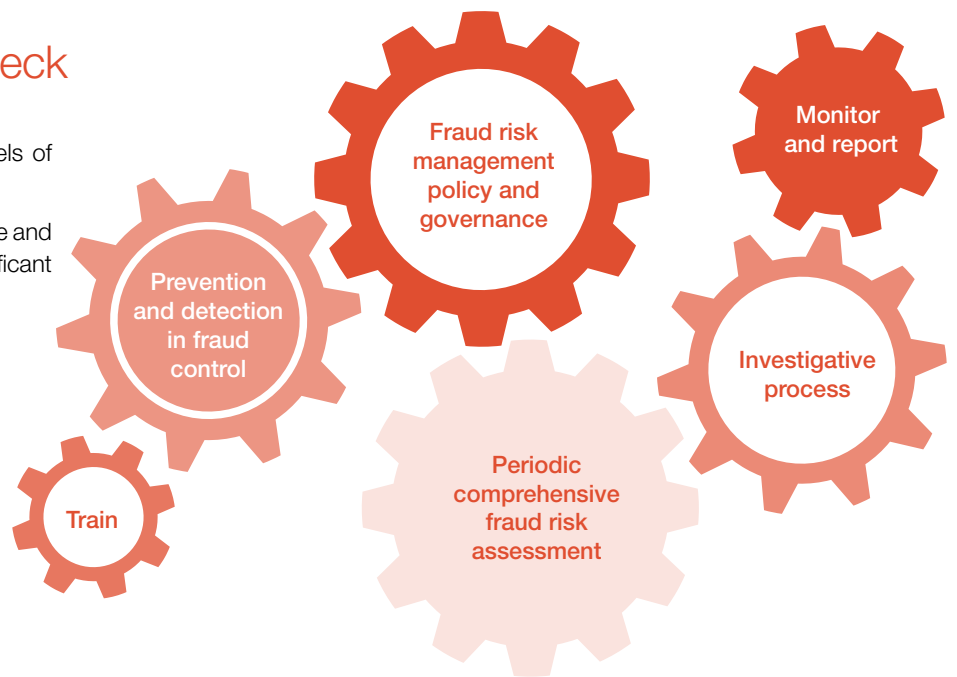 eck
els of
e and
ficant
Fraud risk
management
policy and
governance
Monitor
and report
Prevention
and detection
in fraud
control
Investigative
process
Periodic
comprehensive
fraud risk
assessment
Train